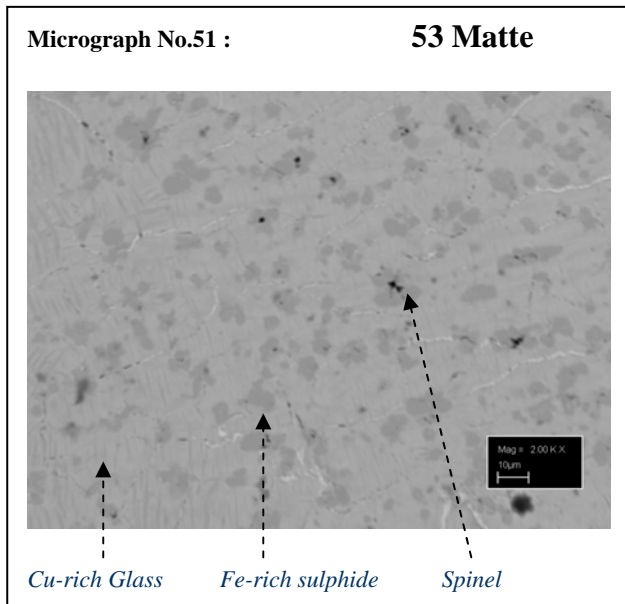 Micrograph No.51 : 53 Matte
Mag = 2.00 K X
10µm
Cu-rich Glass Fe-rich sulphide Spinel